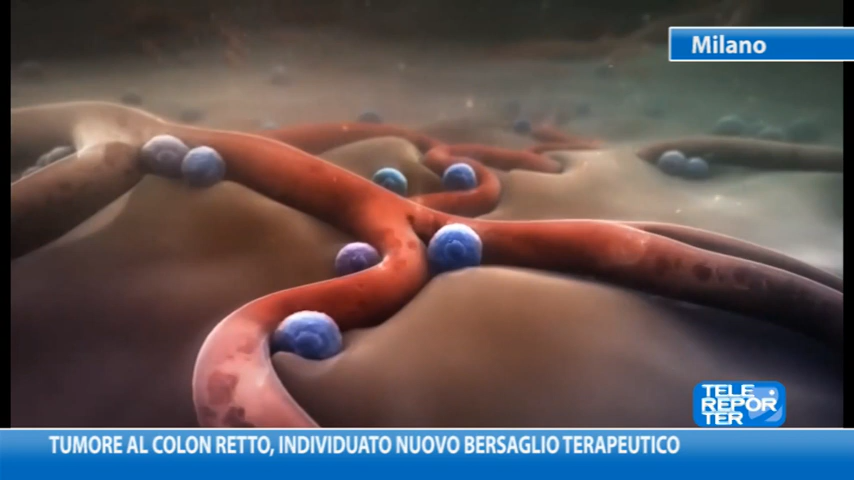 Milano
TELE
REPOR
TER
TUMORE AL COLON RETTO, INDIVIDUATO NUOVO BERSAGLIO TERAPEUTICO